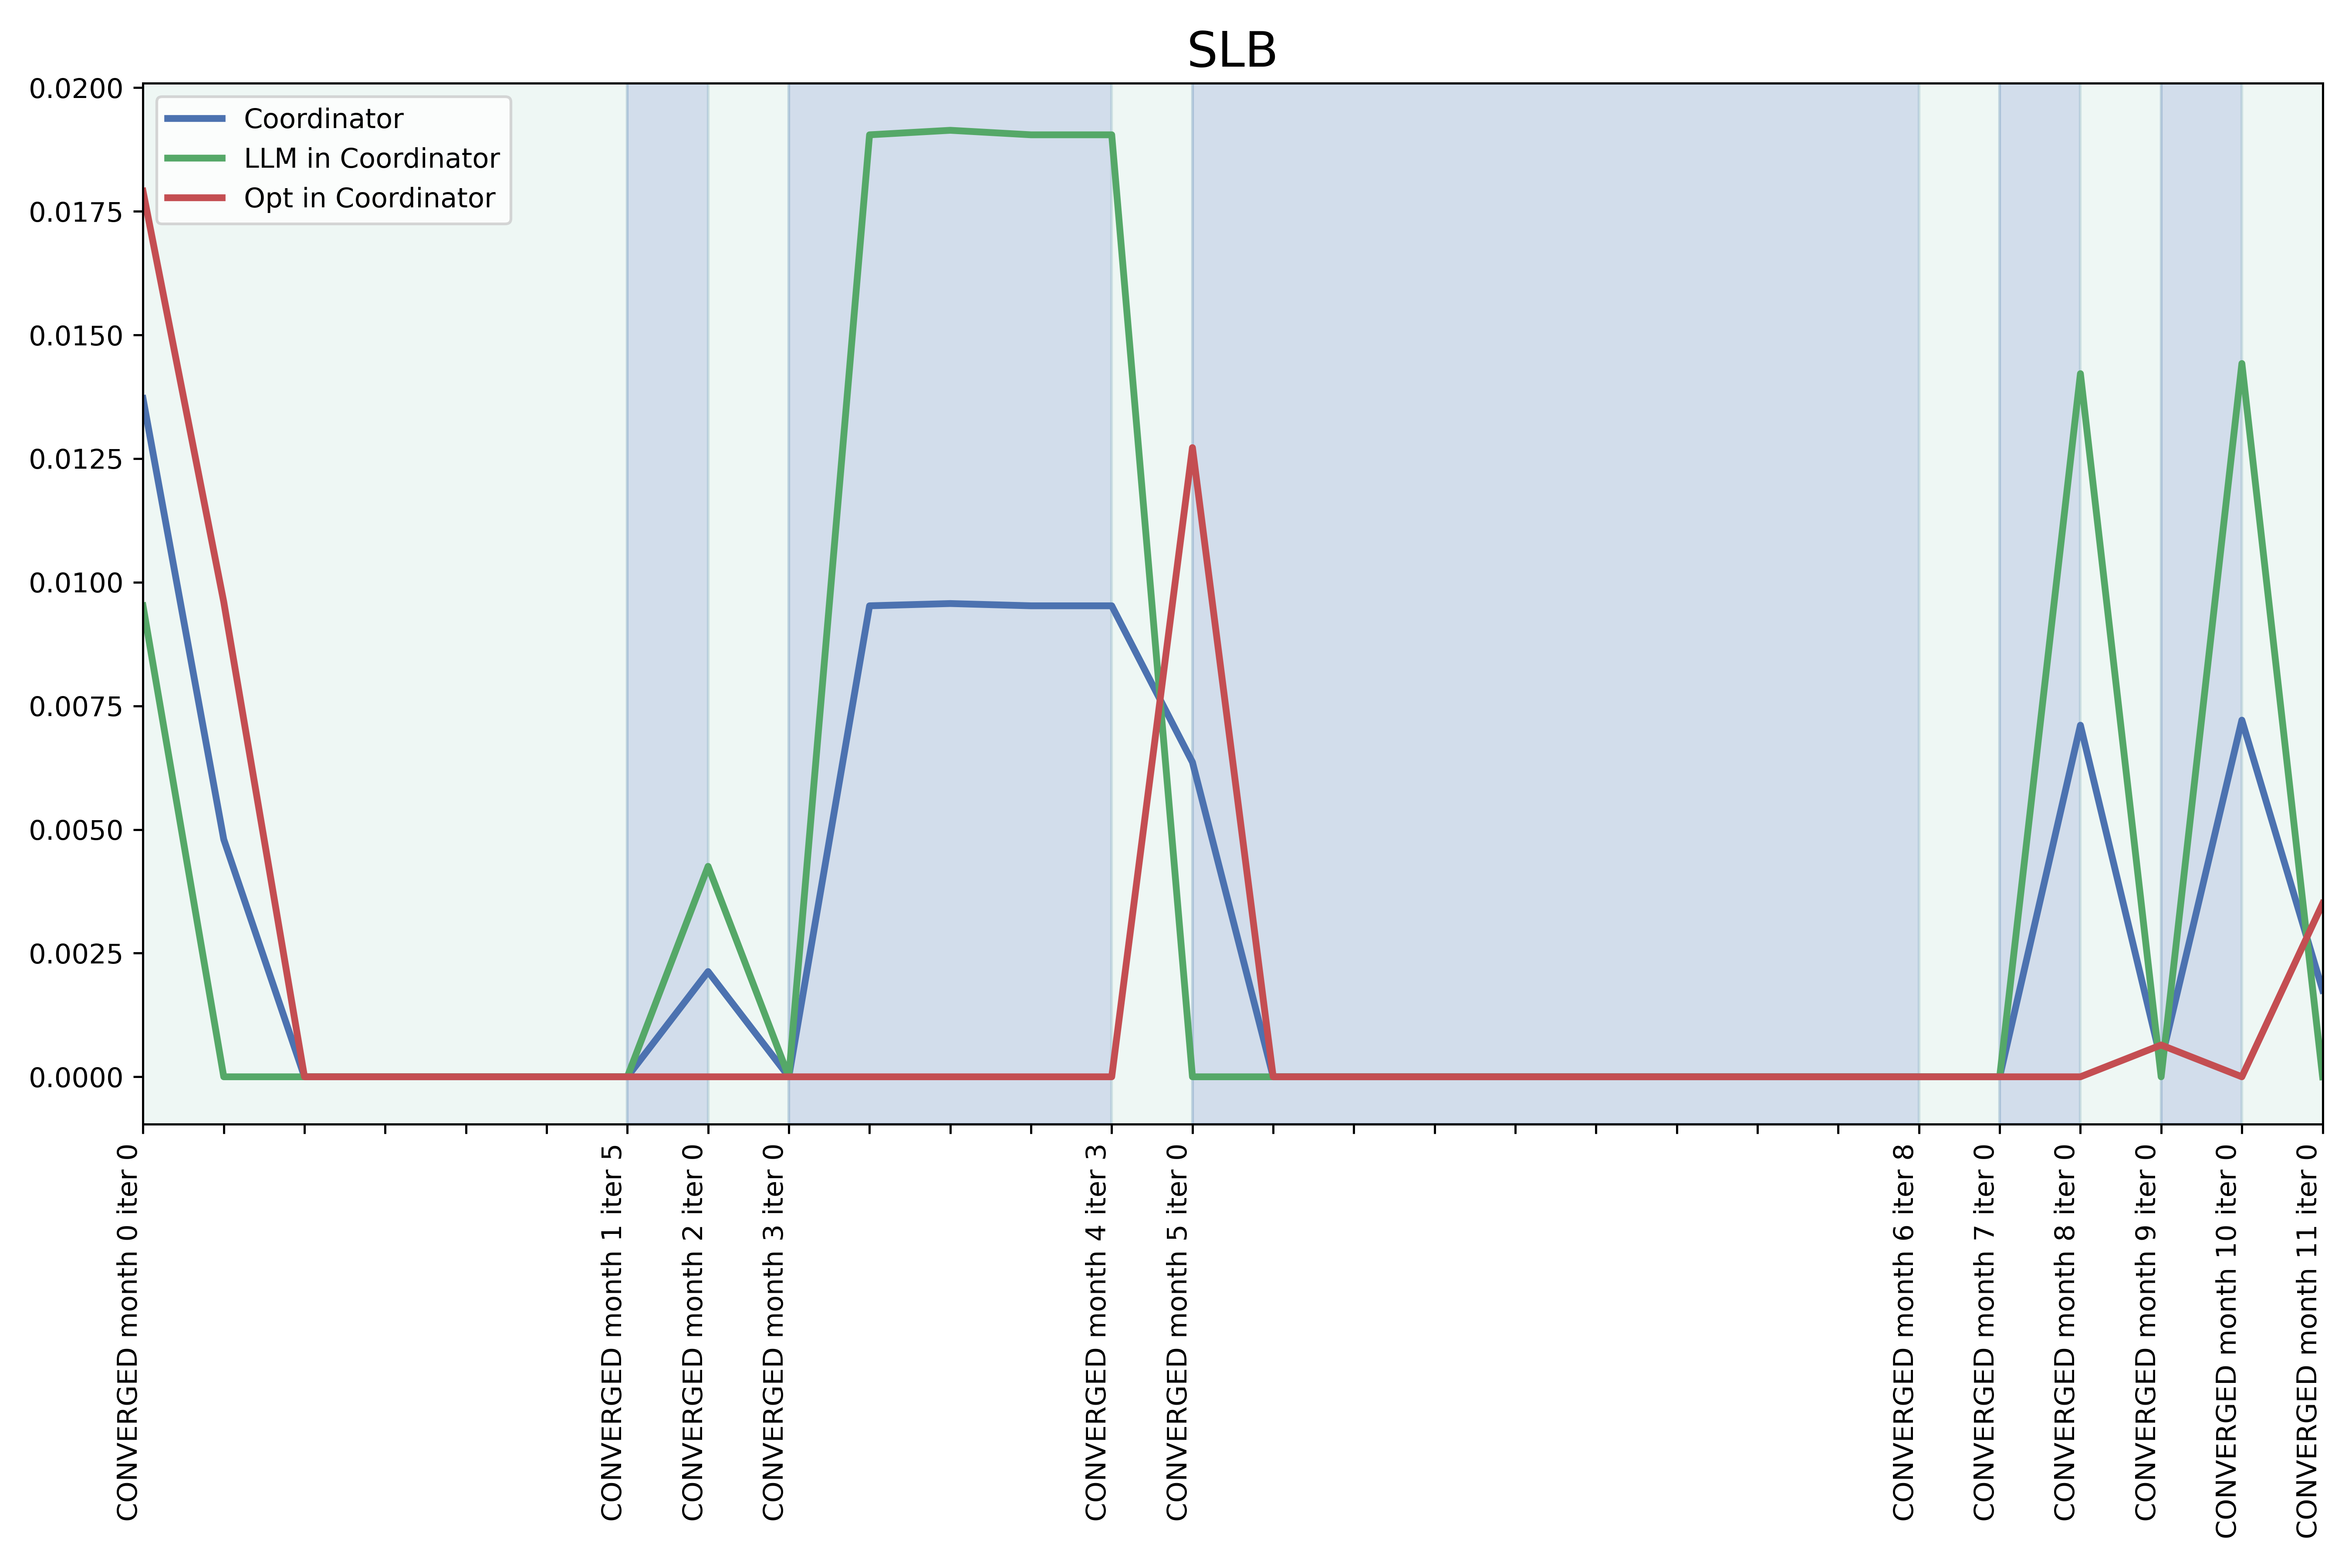 SLB
0.0200
0.0175
0.0150
0.0125
0.0100
0.0075
0.0050
0.0025
0.0000
Coordinator
LLM in Coordinator
Opt in Coordinator
CONVERGED month 0 iter 0
CONVERGED month 1 iter 5
CONVERGED month 2 iter 0
CONVERGED month 3 iter 0
CONVERGED month 4 iter 3
CONVERGED month 5 iter 0
CONVERGED month 6 iter 8
CONVERGED month 7 iter 0
CONVERGED month 8 iter 0
CONVERGED month 9 iter 0
CONVERGED month 10 iter 0
CONVERGED month 11 iter 0